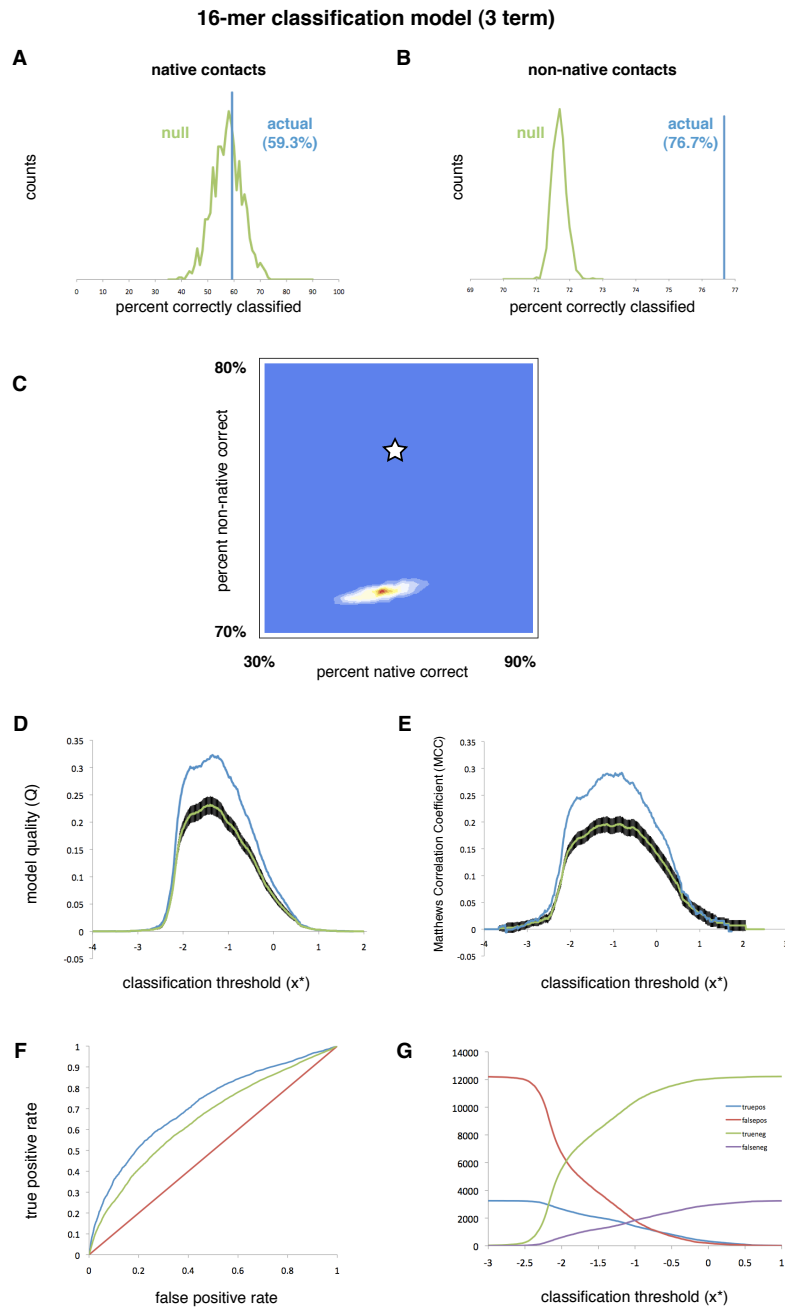 16-mer classification model (3 term)
A
native contacts
null
actual
(59.3%)
counts
0 10 20 30 40 50 60 70 80 90 100
percent correctly classified
B
non-native contacts
null
actual
(76.7%)
counts
69 70 71 72 73 74 75 76 77
percent correctly classified
C
80%
percent non-native correct
70%
30%
90%
percent native correct
D
0.35
0.3
0.25
0.2
0.15
0.1
0.05
0
-0.05
model quality (Q)
-4 -3 -2 -1 0 1 2
classification threshold (x*)
E
0.35
0.3
0.25
0.2
0.15
0.1
0.05
0
-0.05
Matthews Correlation Coefficient (MCC)
-4 -3 -2 -1 0 1 2 3
classification threshold (x*)
F
1
0.9
0.8
0.7
0.6
0.5
0.4
0.3
0.2
0.1
0
true positive rate
0 0.2 0.4 0.6 0.8 1
false positive rate
G
14000
12000
10000
8000
6000
4000
2000
0
truepos
falsepos
trueneg
falseneg
-3 -2.5 -2 -1.5 -1 -0.5 0 0.5 1
classification threshold (x*)